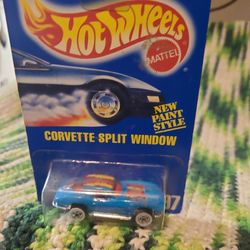 HOT WHEELS
MATTEL
NEW
PAINT
STYLE
CORVETTE SPLIT WINDOW